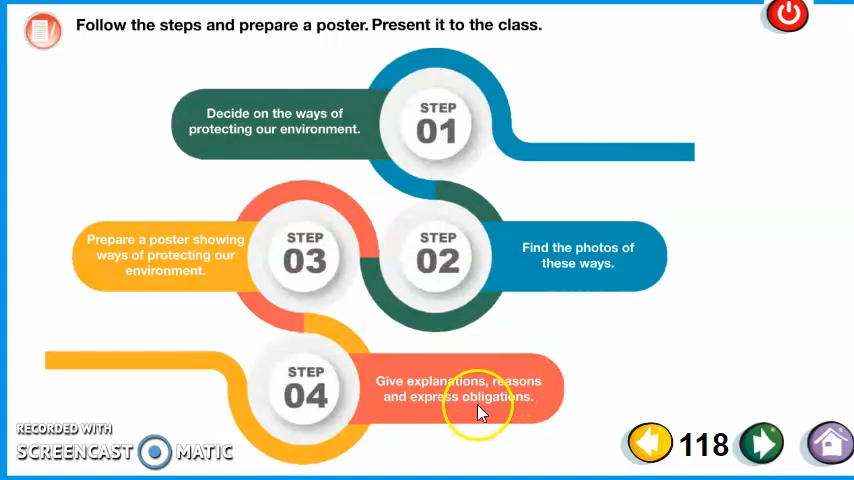 Follow the steps and prepare a poster. Present it to the class.
Decide on the ways of
protecting our environment.
STEP
01
STEP
02
Find the photos of
these ways.
STEP
03
Prepare a poster showing
ways of protecting our
environment.
STEP
04
Give explanations, reasons
and express obligations.
RECORDED WITH
SCREENCAST MATIC
118